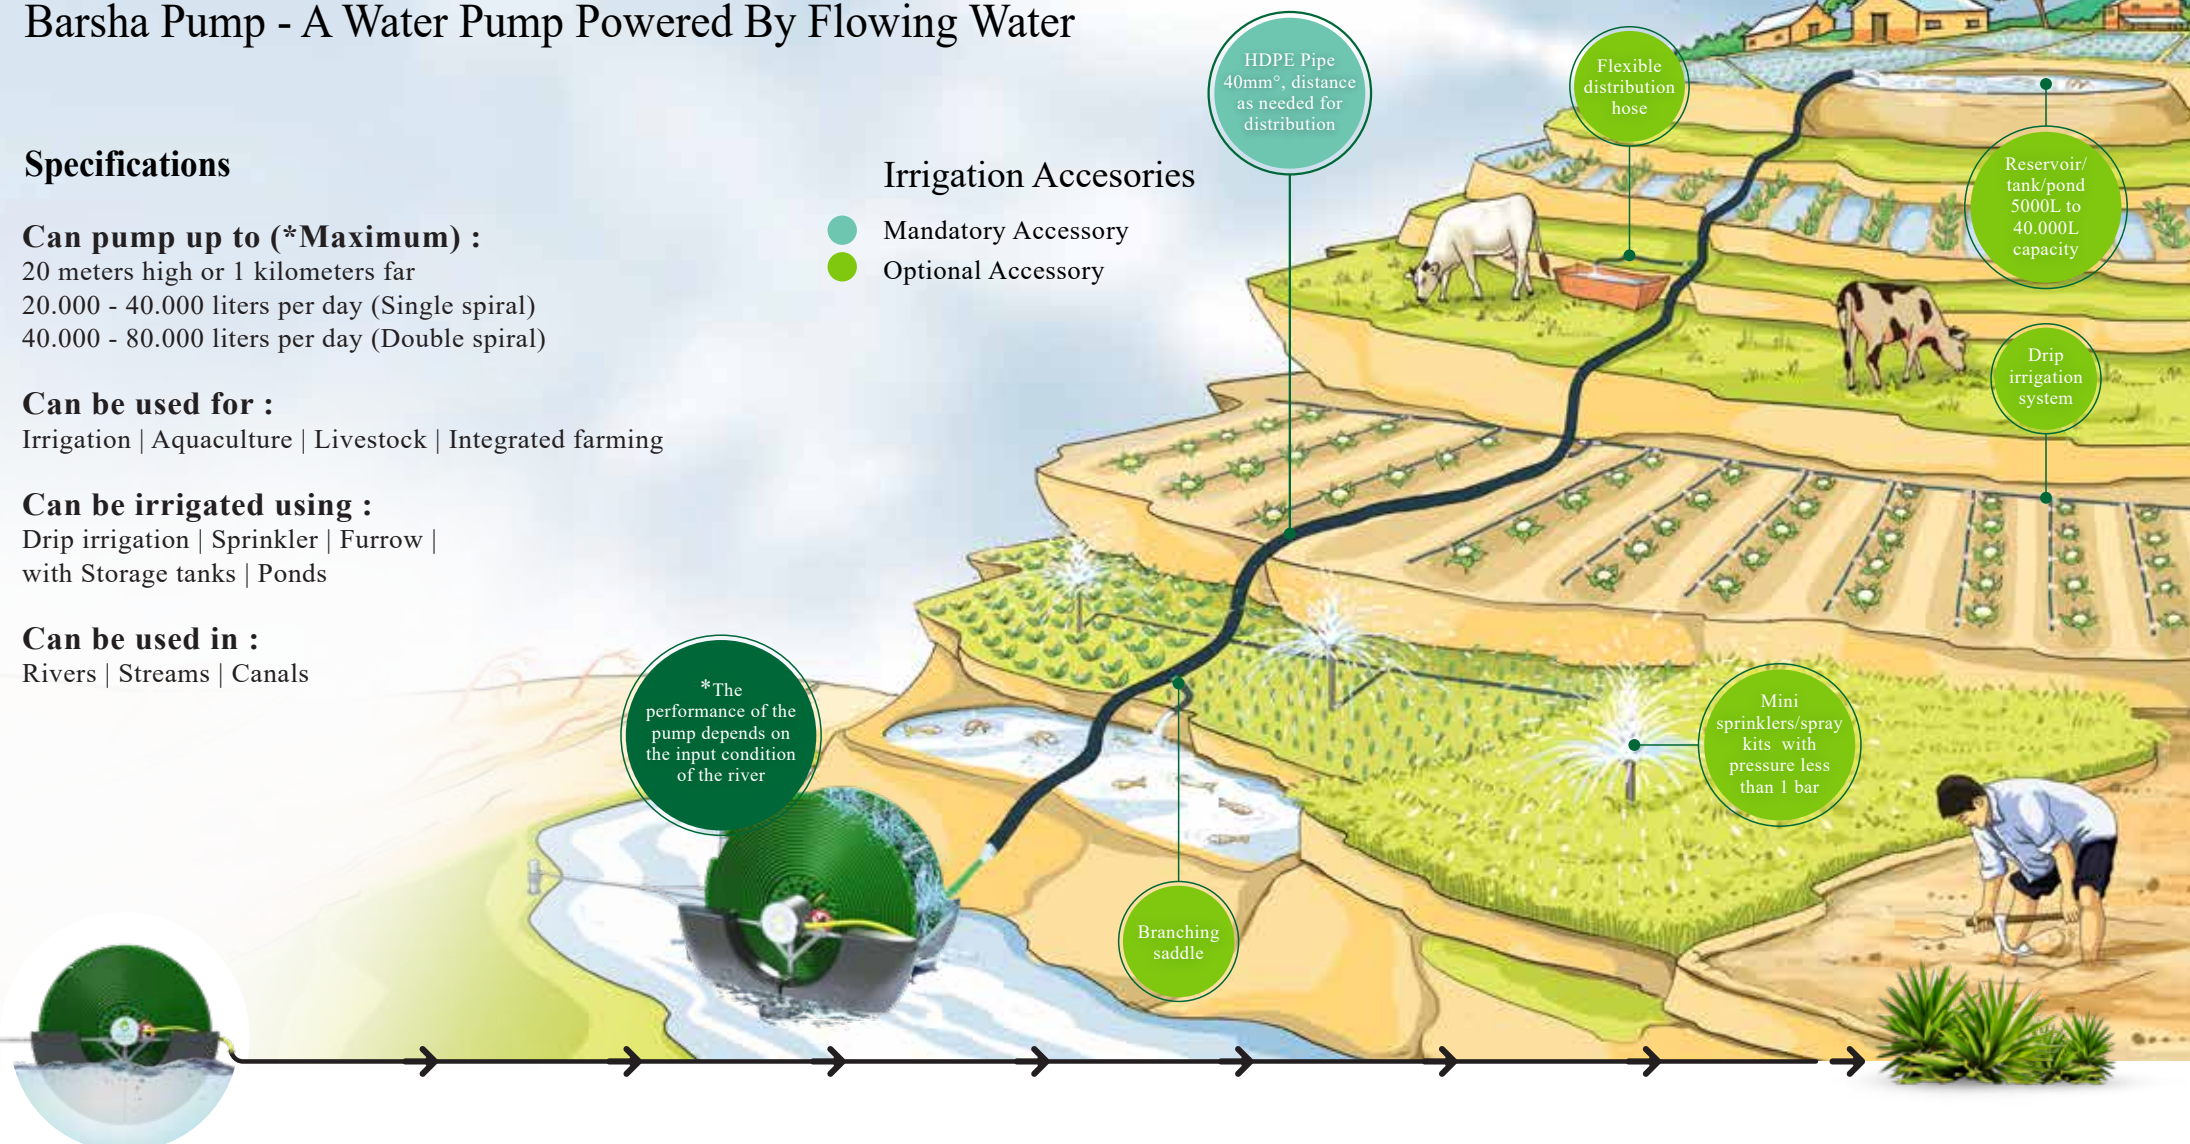 Barsha Pump - A Water Pump Powered By Flowing Water
Specifications
Can pump up to (*Maximum) :
20 meters high or 1 kilometers far
20.000 - 40.000 liters per day (Single spiral)
40.000 - 80.000 liters per day (Double spiral)
Can be used for :
Irrigation | Aquaculture | Livestock | Integrated farming
Can be irrigated using :
Drip irrigation | Sprinkler | Furrow |
with Storage tanks | Ponds
Can be used in :
Rivers | Streams | Canals
Irrigation Accesories
Mandatory Accessory
Optional Accessory
HDPE Pipe
40mm°, distance
as needed for
distribution
Flexible
distribution
hose
Reservoir/
tank/pond
5000L to
40.000L
capacity
Drip
irrigation
system
*The
performance of the
pump depends on
the input condition
of the river
Mini
sprinklers/spray
kits with
pressure less
than 1 bar
Branching
saddle